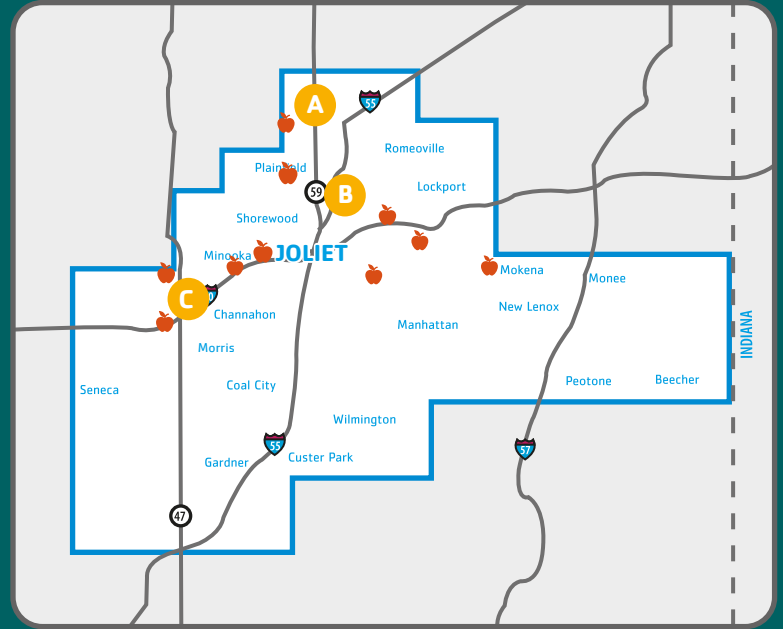 A
55
Romeoville
Plainfield
Lockport
59
B
Shorewood
JOLIET
Minooka
Mokena
Monee
C
New Lenox
Channahon
Manhattan
INDIANA
Morris
Peotone
Beecher
Coal City
Seneca
Wilmington
55
57
Custer Park
Gardner
47